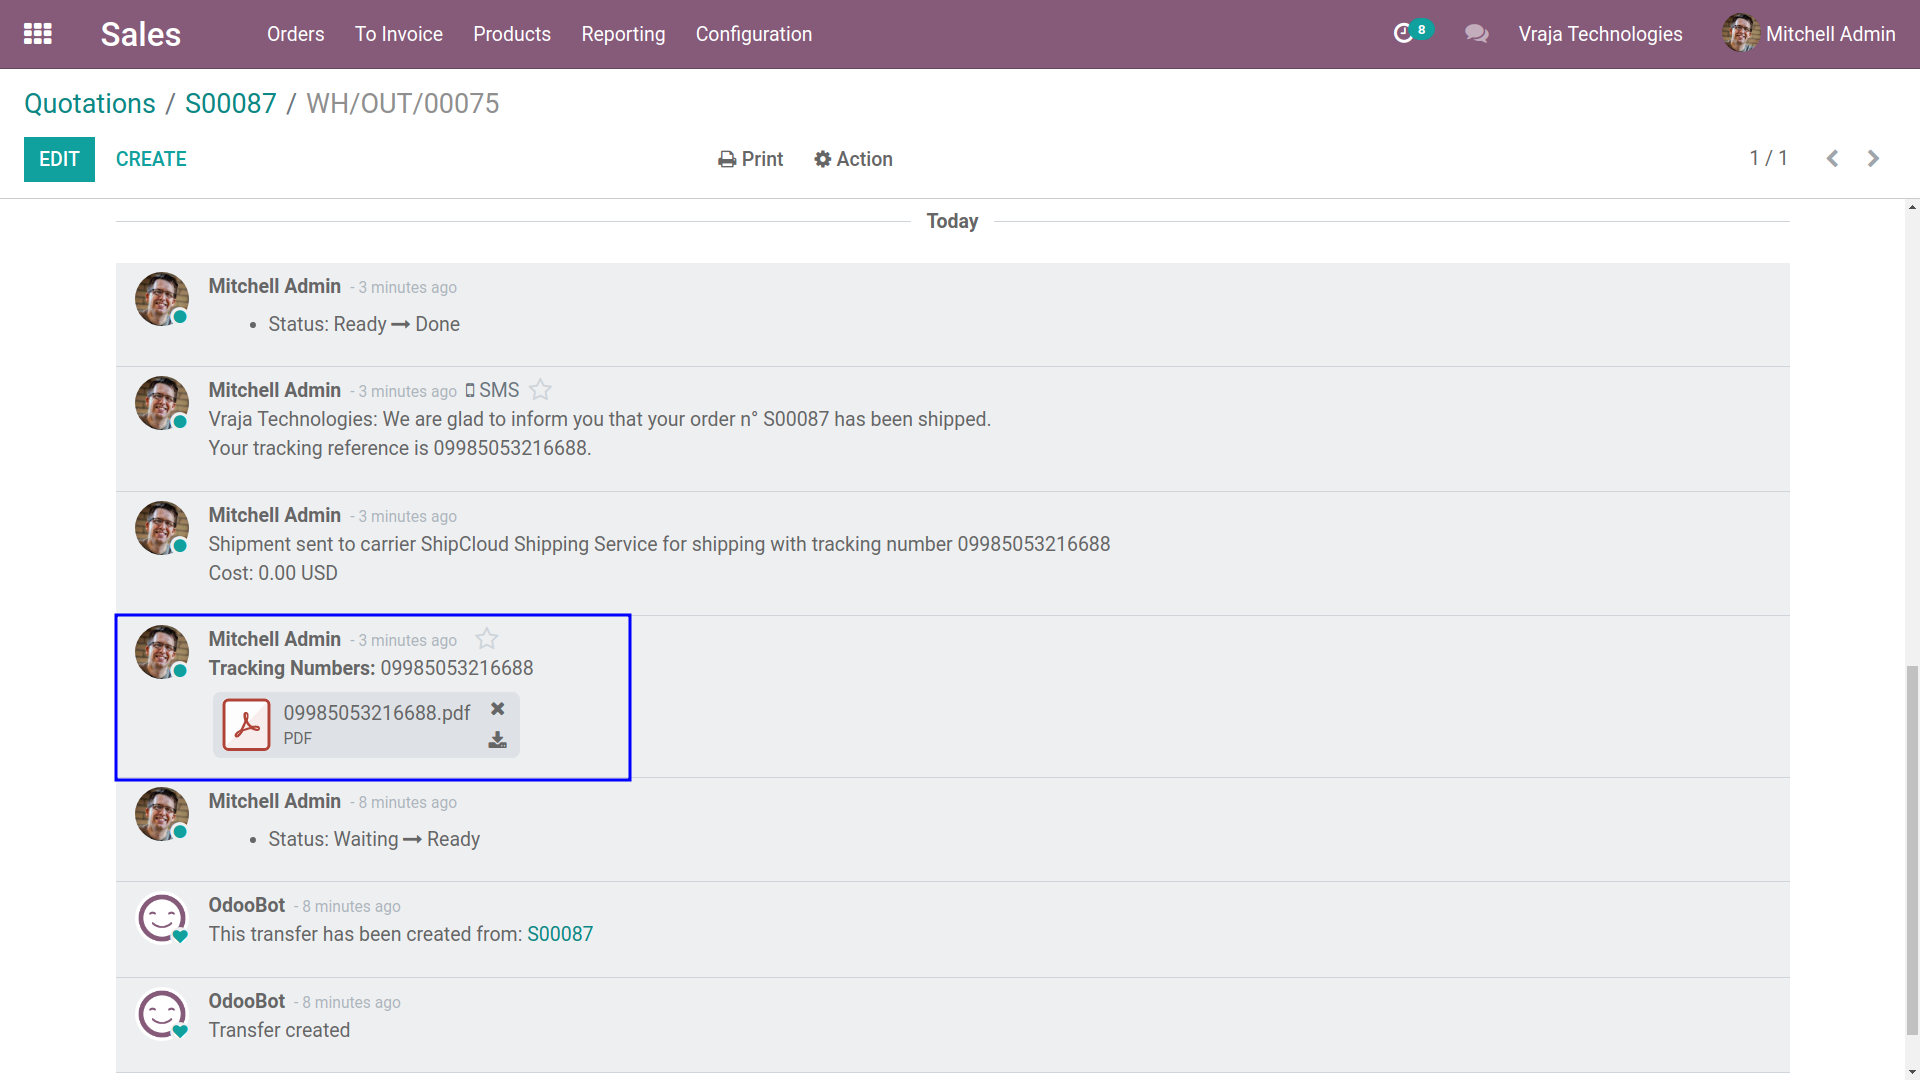 Sales
Orders
To Invoice
Products
Reporting
Configuration
8
Vraja Technologies
Mitchell Admin
Quotations / S00087 / WH/OUT/00075
EDIT
CREATE
Print
Action
1 / 1
Today
Mitchell Admin - 3 minutes ago
• Status: Ready → Done
Mitchell Admin - 3 minutes ago SMS
Vraja Technologies: We are glad to inform you that your order n° S00087 has been shipped.
Your tracking reference is 09985053216688.
Mitchell Admin - 3 minutes ago
Shipment sent to carrier ShipCloud Shipping Service for shipping with tracking number 09985053216688
Cost: 0.00 USD
Mitchell Admin - 3 minutes ago
Tracking Numbers: 09985053216688
09985053216688.pdf
PDF
Mitchell Admin - 8 minutes ago
• Status: Waiting → Ready
OdooBot - 8 minutes ago
This transfer has been created from: S00087
OdooBot - 8 minutes ago
Transfer created